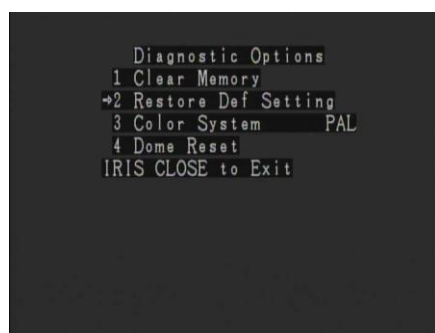 Diagnostic Options
1 Clear Memory
➔2 Restore Def Setting
3 Color System PAL
4 Dome Reset
IRIS CLOSE to Exit